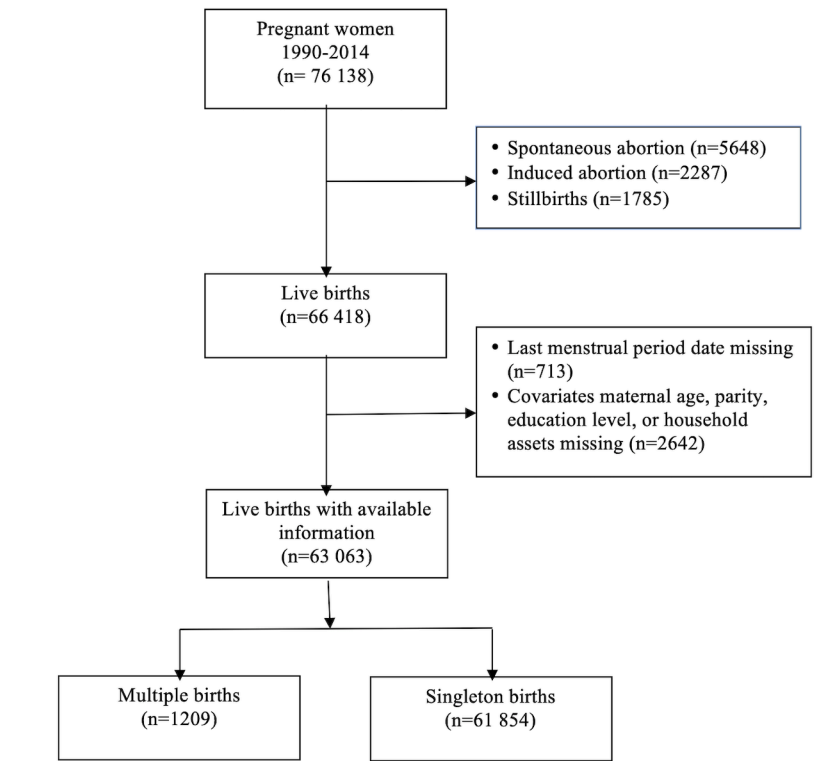 Pregnant women
1990-2014
(n= 76 138)
• Spontaneous abortion (n=5648)
• Induced abortion (n=2287)
• Stillbirths (n=1785)
Live births
(n=66 418)
• Last menstrual period date missing
(n=713)
• Covariates maternal age, parity,
education level, or household
assets missing (n=2642)
Live births with available
information
(n=63 063)
Multiple births
(n=1209)
Singleton births
(n=61 854)